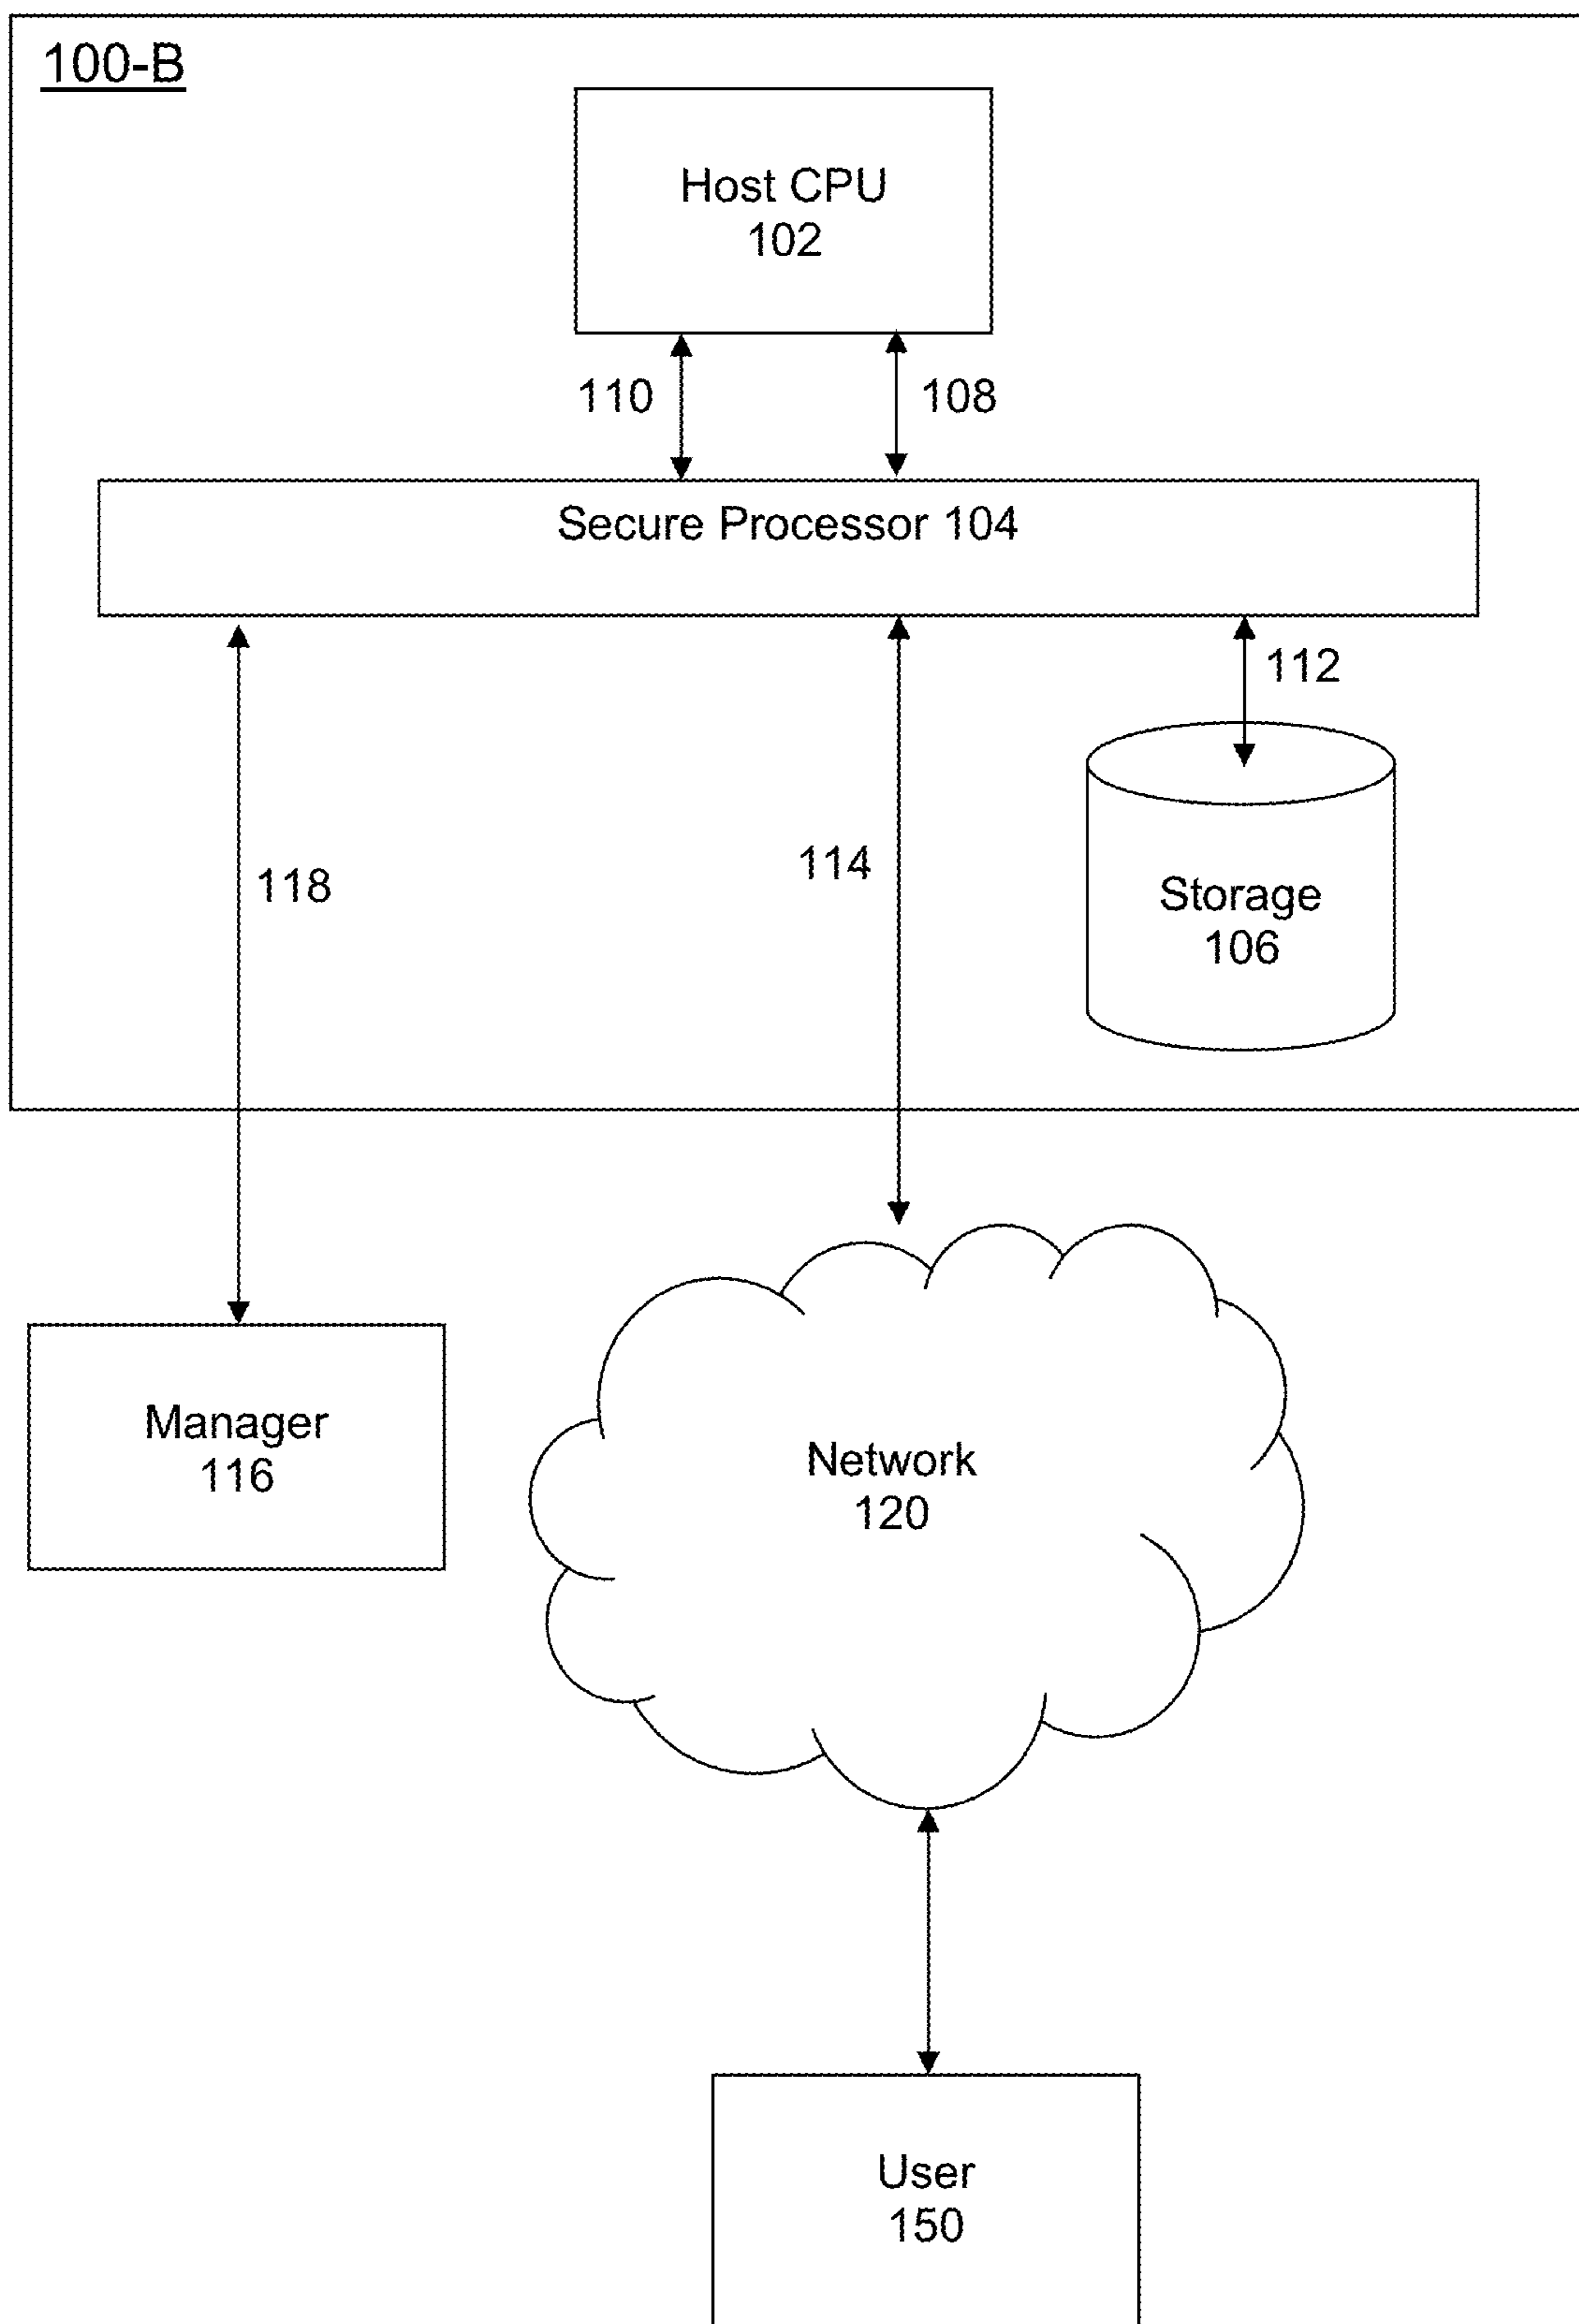 100-B
Host CPU
102
110
108
Secure Processor 104
112
118
114
Storage
106
Manager
116
Network
120
User
150